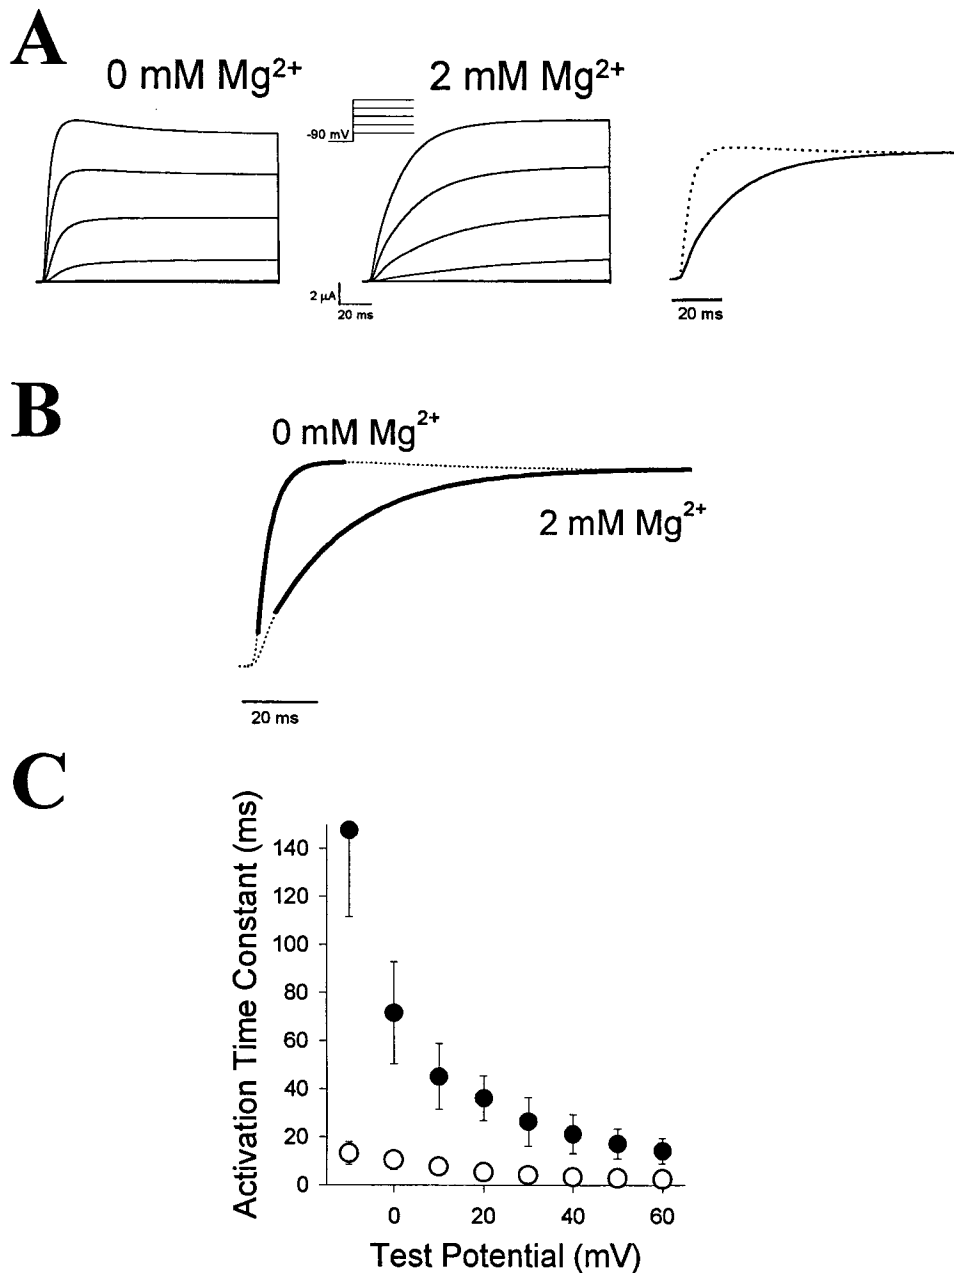 A
0 mM Mg2+
2 mM Mg2+
-90 mV
2 µA
20 ms
20 ms
B
0 mM Mg2+
2 mM Mg2+
20 ms
C
Activation Time Constant (ms)
140
120
100
80
60
40
20
0
0 20 40 60
Test Potential (mV)